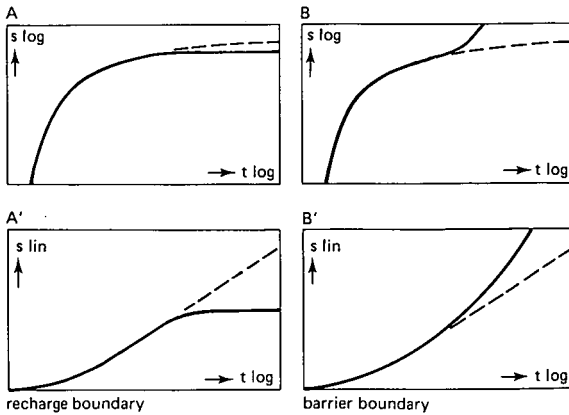 A
s log
t log
B
s log
t log
A'
s lin
t log
recharge boundary
B'
s lin
t log
barrier boundary